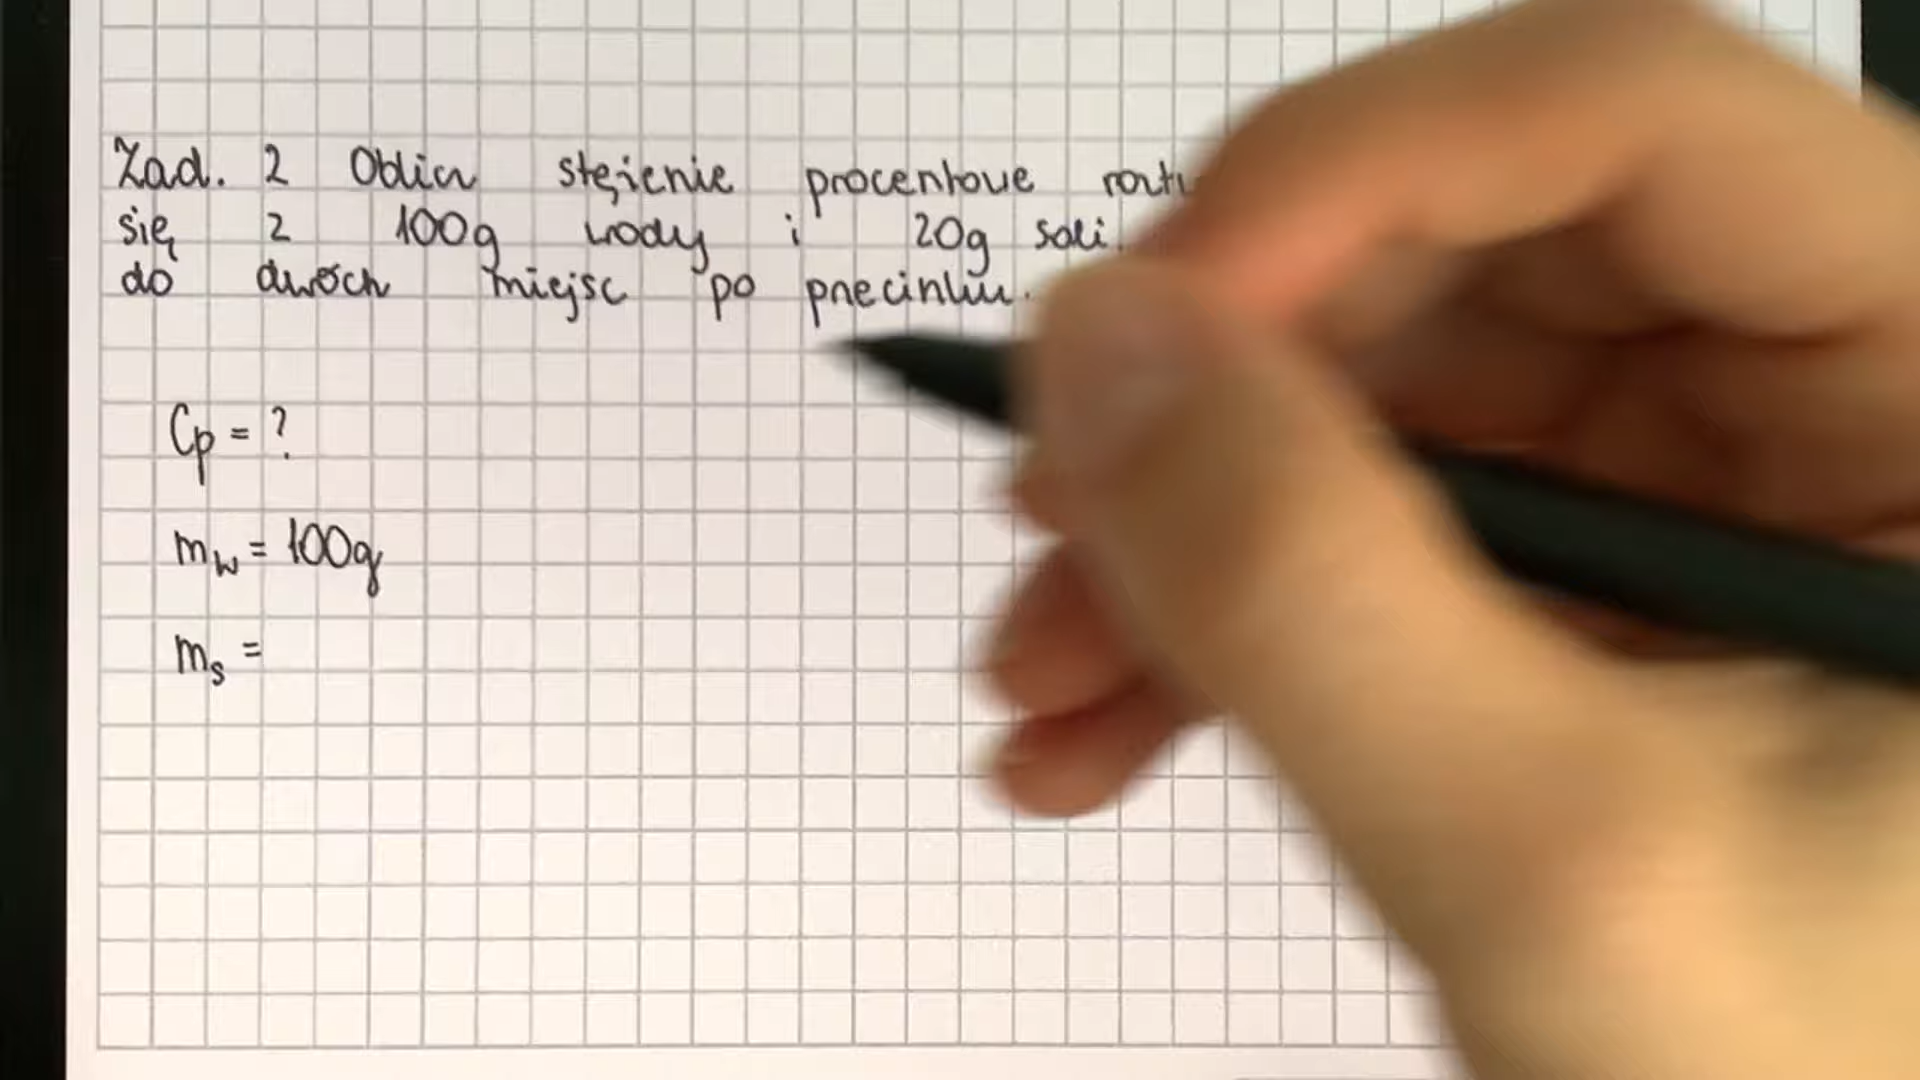 Zad. 2 Oblicz stężenie procentowe roztw
się z 100g wody i 20g soli.
do dwóch miejsc po przecinku.
Cp = ?
mw = 100g
ms =